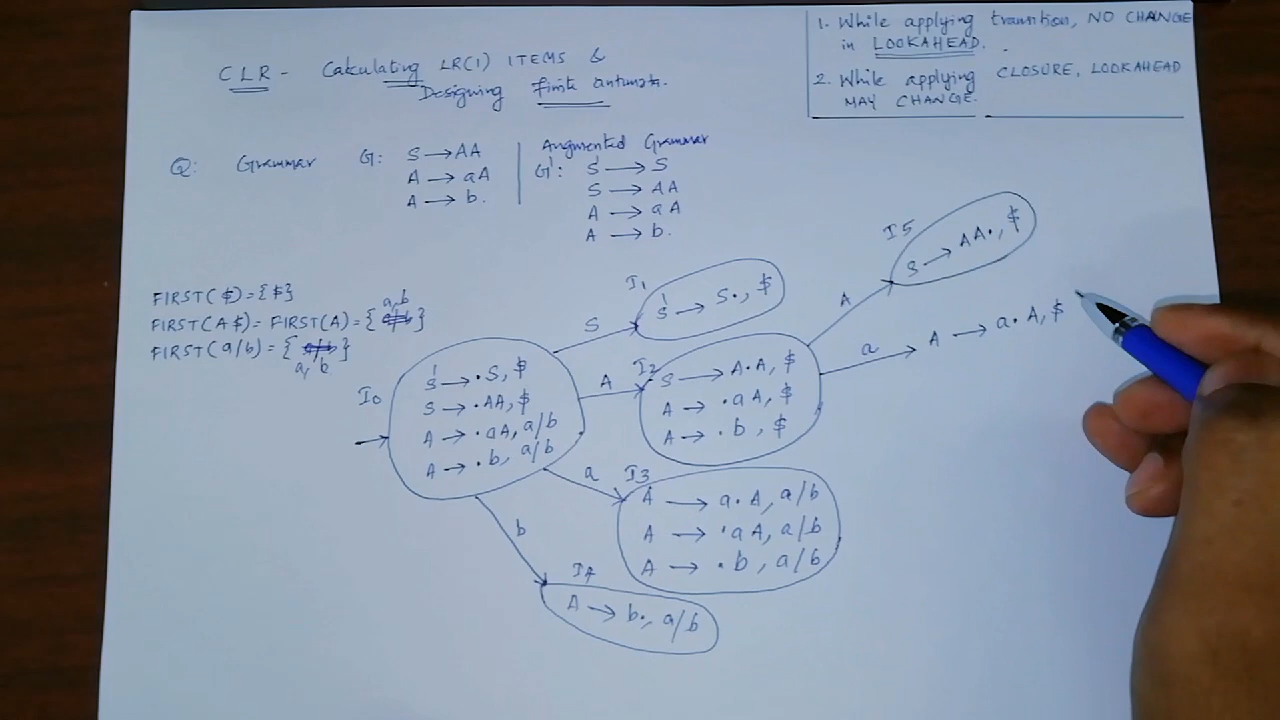 CLR - Calculating LR(1) ITEMS &
Designing finite automata.
1. While applying transition, NO CHANGE
in LOOKAHEAD.
2. While applying CLOSURE, LOOKAHEAD
MAY CHANGE.
Q: Grammar G: S → AA
A → aA
A → b.
Augmented Grammar
G': S' → S
S → AA
A → aA
A → b.
FIRST($) = {$}
FIRST(A$) = FIRST(A) = {a, b}
FIRST(a/b) = {a, b}
I0
S' → ·S, $
S → ·AA, $
A → ·aA, a/b
A → ·b, a/b
S
I1
S' → S·, $
A
I2
S → A·A, $
A → ·aA, $
A → ·b, $
a
I3
A → a·A, a/b
A → ·aA, a/b
A → ·b, a/b
b
I4
A → b·, a/b
A
I5
S → AA·, $
a
A → a·A, $